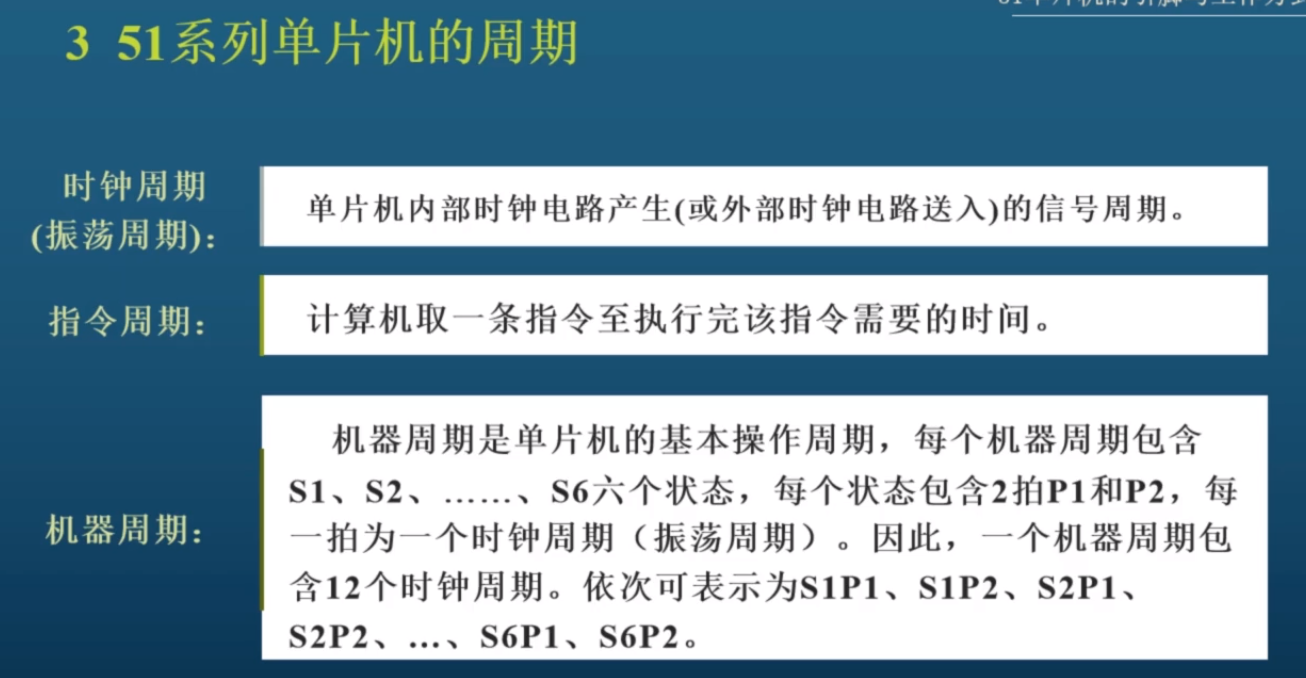 3 51系列单片机的周期
时钟周期
(振荡周期)：
单片机内部时钟电路产生(或外部时钟电路送入)的信号周期。
指令周期：
计算机取一条指令至执行完该指令需要的时间。
机器周期：
机器周期是单片机的基本操作周期，每个机器周期包含
S1、S2、……、S6六个状态，每个状态包含2拍P1和P2，每
一拍为一个时钟周期（振荡周期）。因此，一个机器周期包
含12个时钟周期。依次可表示为S1P1、S1P2、S2P1、
S2P2、…、S6P1、S6P2。